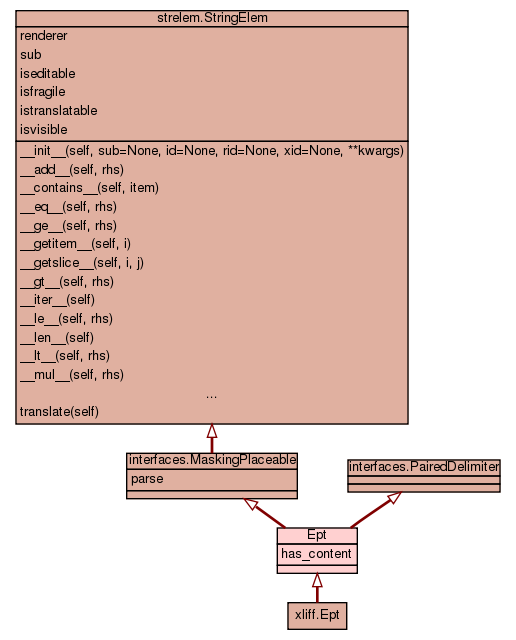 strelem.StringElem
renderer
sub
iseditable
isfragile
istranslatable
isvisible
__init__(self, sub=None, id=None, rid=None, xid=None, **kwargs)
__add__(self, rhs)
__contains__(self, item)
__eq__(self, rhs)
__ge__(self, rhs)
__getitem__(self, i)
__getslice__(self, i, j)
__gt__(self, rhs)
__iter__(self)
__le__(self, rhs)
__len__(self)
__lt__(self, rhs)
__mul__(self, rhs)
...
translate(self)
interfaces.MaskingPlaceable
parse
interfaces.PairedDelimiter
Ept
has_content
xliff.Ept